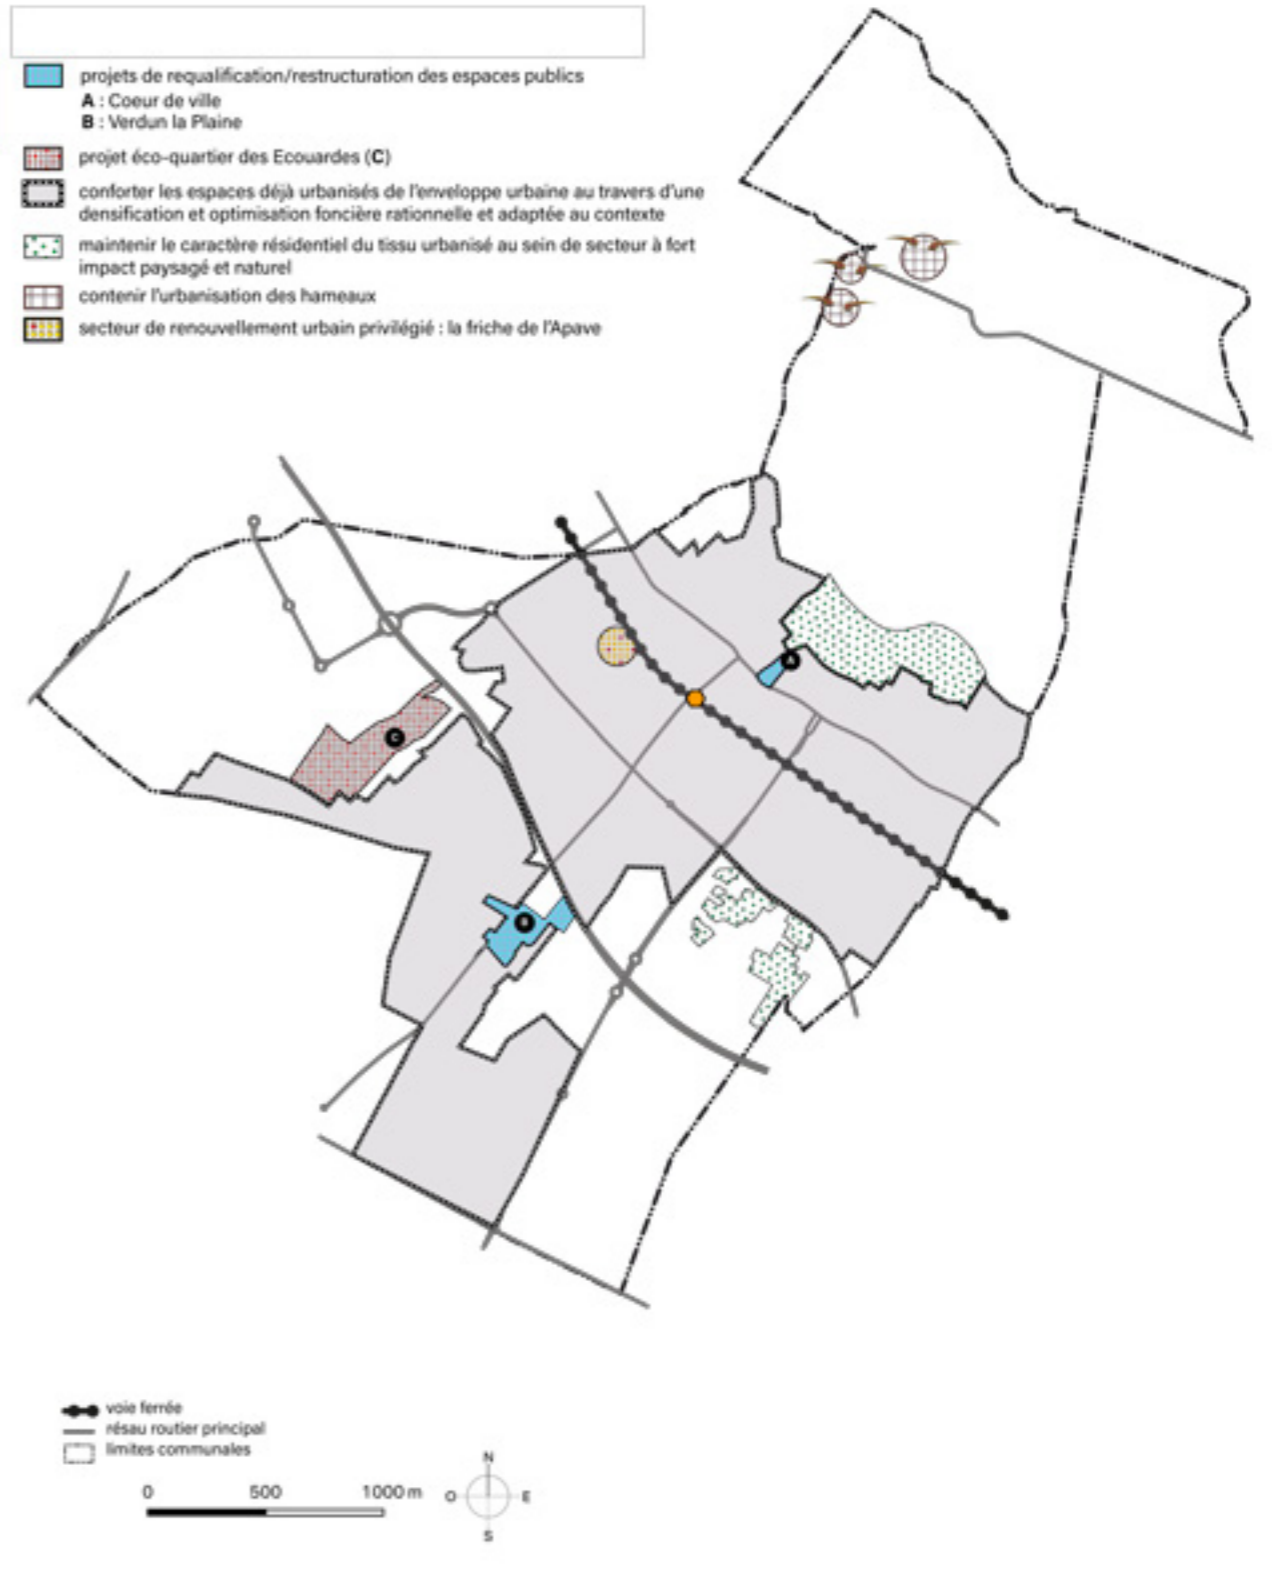 projets de requalification/restructuration des espaces publics
A : Coeur de ville
B : Verdun la Plaine
projet éco-quartier des Ecouardes (C)
conforter les espaces déjà urbanisés de l'enveloppe urbaine au travers d'une
densification et optimisation foncière rationnelle et adaptée au contexte
maintenir le caractère résidentiel du tissu urbanisé au sein de secteur à fort
impact paysagé et naturel
contenir l'urbanisation des hameaux
secteur de renouvellement urbain privilégié : la friche de l'Apave
A
C
B
voie ferrée
résau routier principal
limites communales
0 500 1000 m
N
O E
S